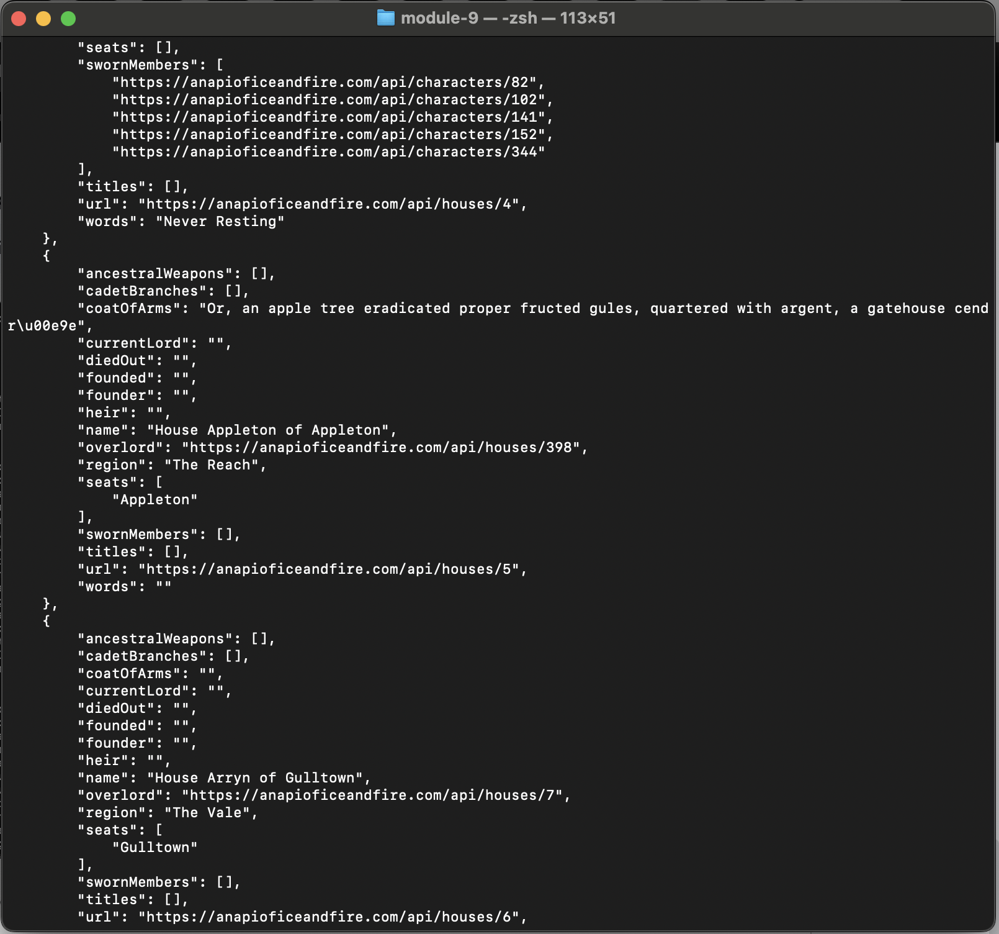 module-9 — -zsh — 113×51
"seats": [],
"swornMembers": [
"https://anapioficeandfire.com/api/characters/82",
"https://anapioficeandfire.com/api/characters/102",
"https://anapioficeandfire.com/api/characters/141",
"https://anapioficeandfire.com/api/characters/152",
"https://anapioficeandfire.com/api/characters/344"
],
"titles": [],
"url": "https://anapioficeandfire.com/api/houses/4",
"words": "Never Resting"
},
{
"ancestralWeapons": [],
"cadetBranches": [],
"coatOfArms": "Or, an apple tree eradicated proper fructed gules, quartered with argent, a gatehouse cend
r\u00e9e",
"currentLord": "",
"diedOut": "",
"founded": "",
"founder": "",
"heir": "",
"name": "House Appleton of Appleton",
"overlord": "https://anapioficeandfire.com/api/houses/398",
"region": "The Reach",
"seats": [
"Appleton"
],
"swornMembers": [],
"titles": [],
"url": "https://anapioficeandfire.com/api/houses/5",
"words": ""
},
{
"ancestralWeapons": [],
"cadetBranches": [],
"coatOfArms": "",
"currentLord": "",
"diedOut": "",
"founded": "",
"founder": "",
"heir": "",
"name": "House Arryn of Gulltown",
"overlord": "https://anapioficeandfire.com/api/houses/7",
"region": "The Vale",
"seats": [
"Gulltown"
],
"swornMembers": [],
"titles": [],
"url": "https://anapioficeandfire.com/api/houses/6",